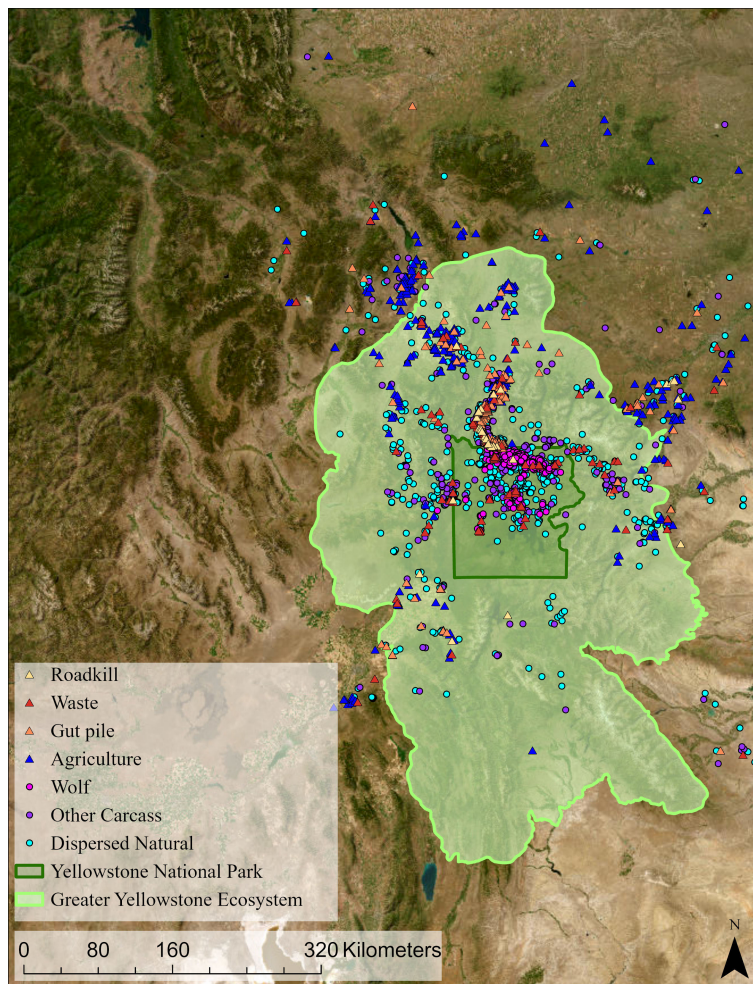 Roadkill
Waste
Gut pile
Agriculture
Wolf
Other Carcass
Dispersed Natural
Yellowstone National Park
Greater Yellowstone Ecosystem
N
0 80 160 320 Kilometers